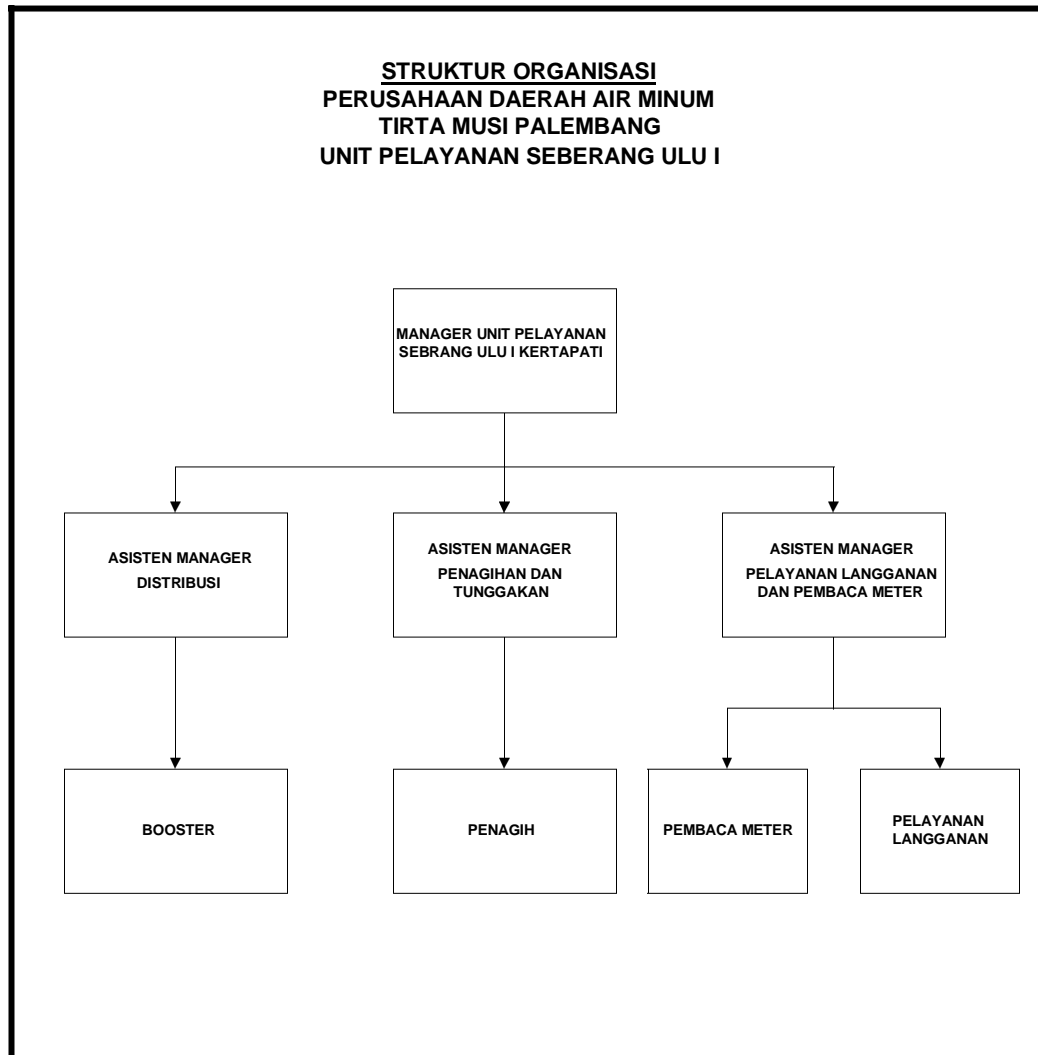 STRUKTUR ORGANISASI
PERUSAHAAN DAERAH AIR MINUM
TIRTA MUSI PALEMBANG
UNIT PELAYANAN SEBERANG ULU I
MANAGER UNIT PELAYANAN
SEBRANG ULU I KERTAPATI
ASISTEN MANAGER
DISTRIBUSI
ASISTEN MANAGER
PENAGIHAN DAN
TUNGGAKAN
ASISTEN MANAGER
PELAYANAN LANGGANAN
DAN PEMBACA METER
BOOSTER
PENAGIH
PEMBACA METER
PELAYANAN
LANGGANAN